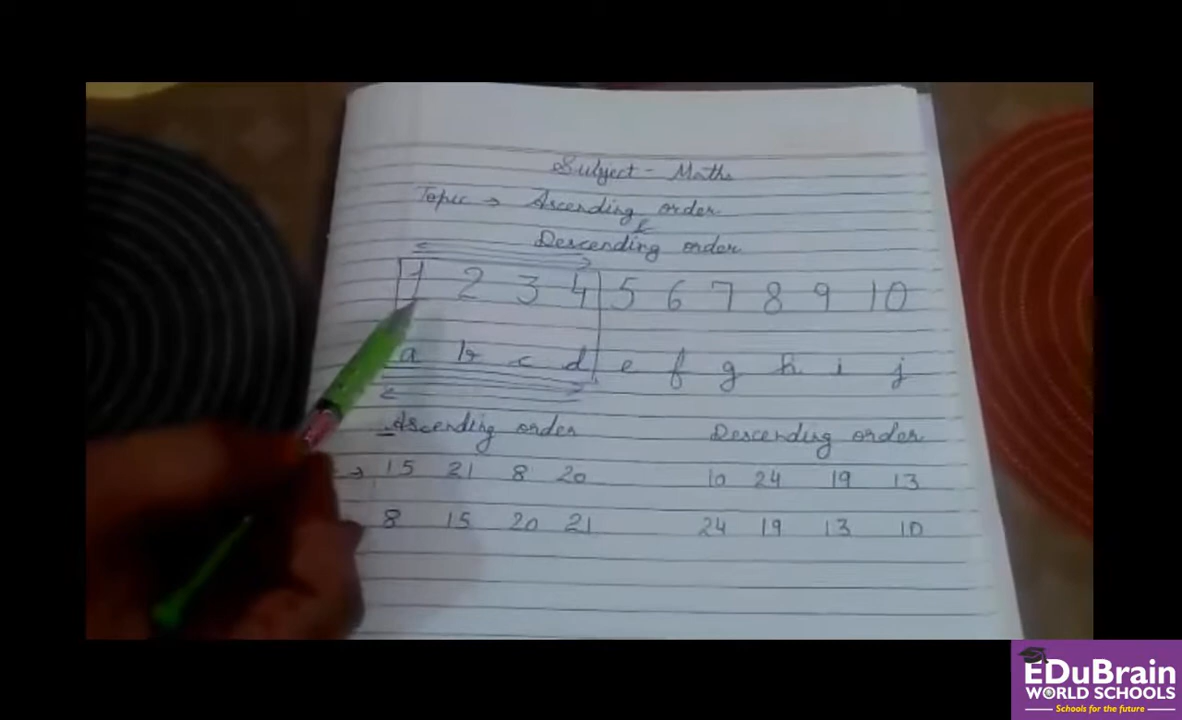 Subject - Maths
Topic → Ascending order
&
Descending order
1 2 3 4 5 6 7 8 9 10
a b c d e f g h i j
Ascending order Descending order
→ 15 21 8 20 10 24 19 13
8 15 20 21 24 19 13 10
EDuBrain
WORLD SCHOOLS
Schools for the future